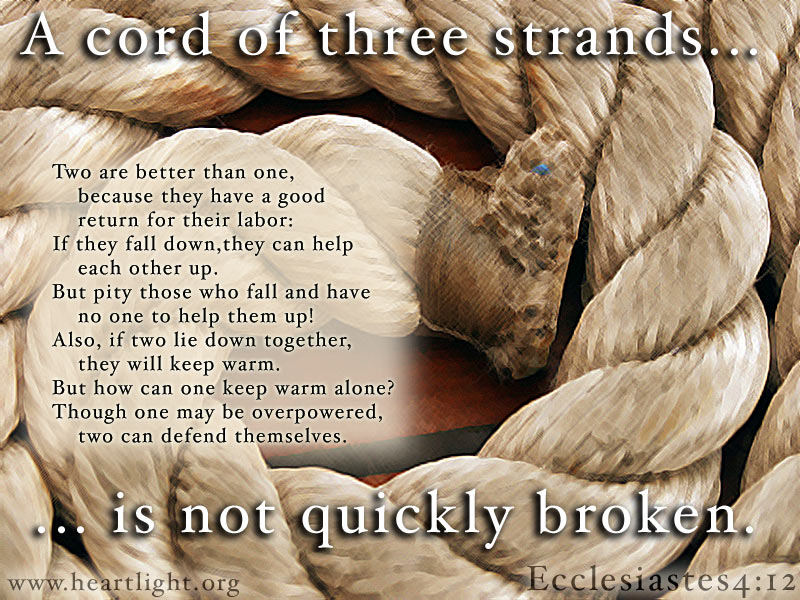 A cord of three strands...
Two are better than one,
because they have a good
return for their labor:
If they fall down,they can help
each other up.
But pity those who fall and have
no one to help them up!
Also, if two lie down together,
they will keep warm.
But how can one keep warm alone?
Though one may be overpowered,
two can defend themselves.
... is not quickly broken.
www.heartlight.org
Ecclesiastes4:12